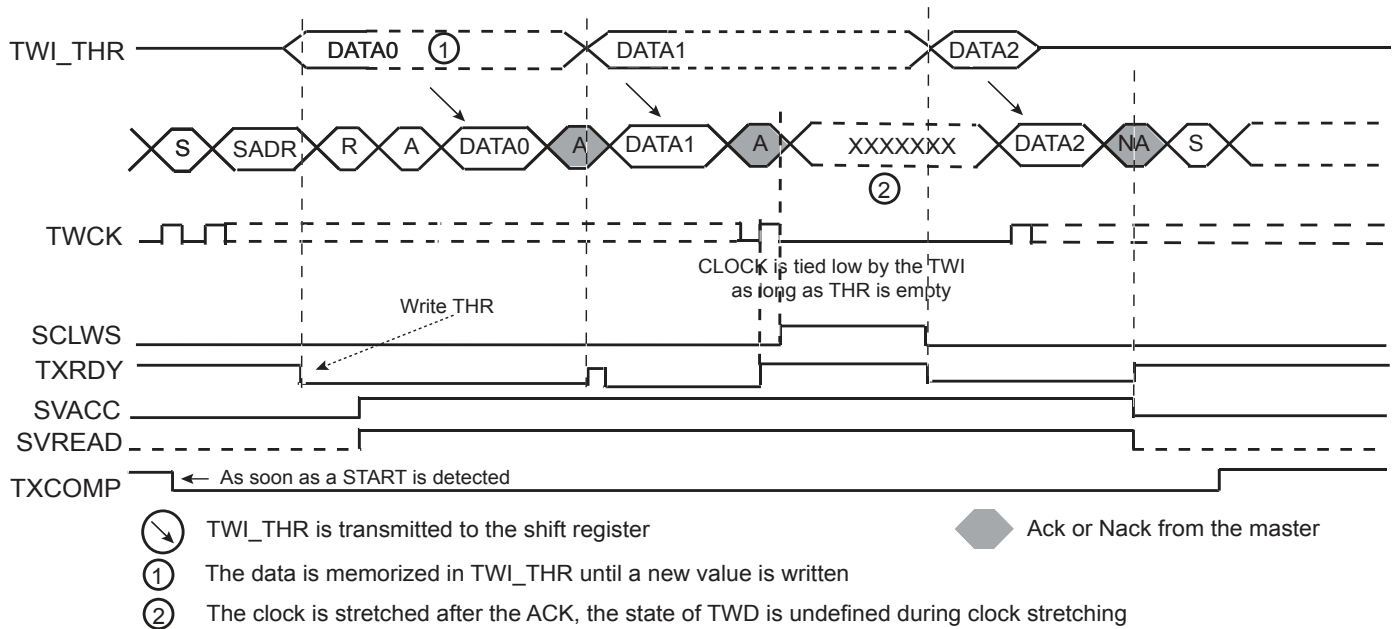 TWI_THR DATA0 1 DATA1 DATA2
S SADR R A DATA0 A DATA1 A XXXXXXX DATA2 NA S
2
TWCK
CLOCK is tied low by the TWI
as long as THR is empty
Write THR
SCLWS
TXRDY
SVACC
SVREAD
TXCOMP As soon as a START is detected
TWI_THR is transmitted to the shift register Ack or Nack from the master
1 The data is memorized in TWI_THR until a new value is written
2 The clock is stretched after the ACK, the state of TWD is undefined during clock stretching